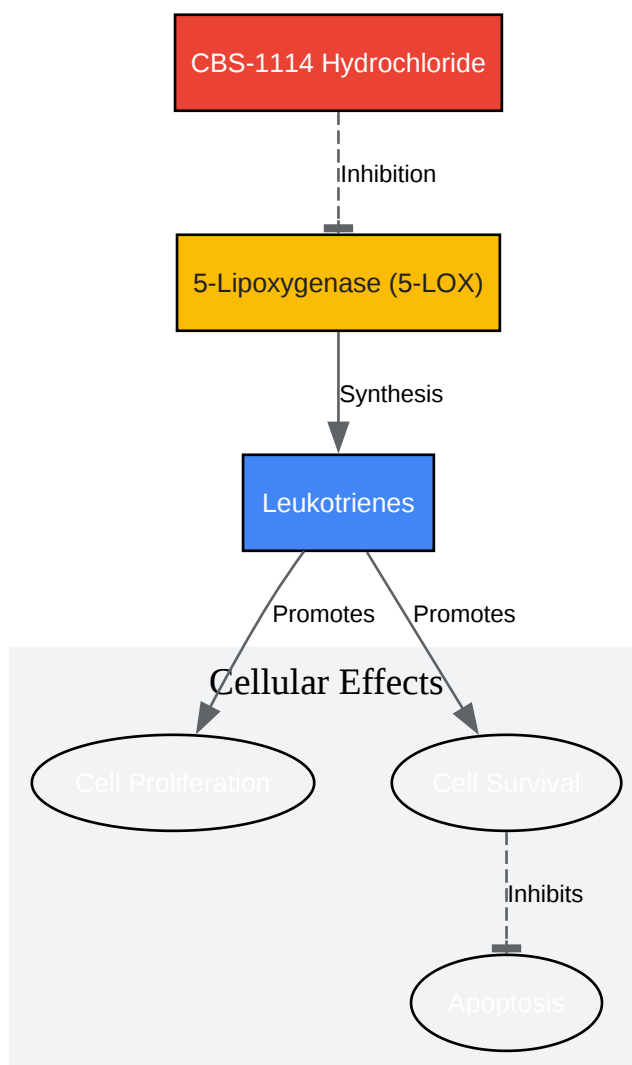 CBS-1114 Hydrochloride
Inhibition
5-Lipoxygenase (5-LOX)
Synthesis
Leukotrienes
Promotes
Promotes
Cellular Effects
Cell Proliferation
Cell Survival
Inhibits
Apoptosis